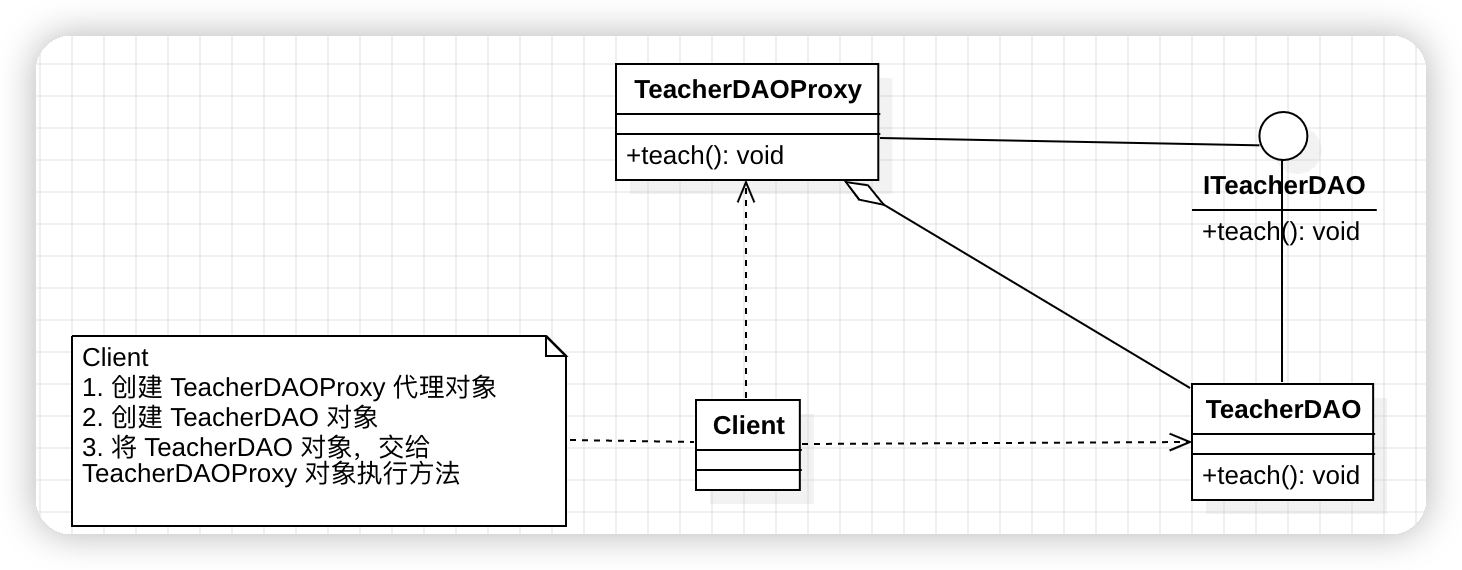 TeacherDAOProxy
+teach(): void
ITeacherDAO
+teach(): void
Client
1. 创建 TeacherDAOProxy 代理对象
2. 创建 TeacherDAO 对象
3. 将 TeacherDAO 对象，交给
TeacherDAOProxy 对象执行方法
Client
TeacherDAO
+teach(): void